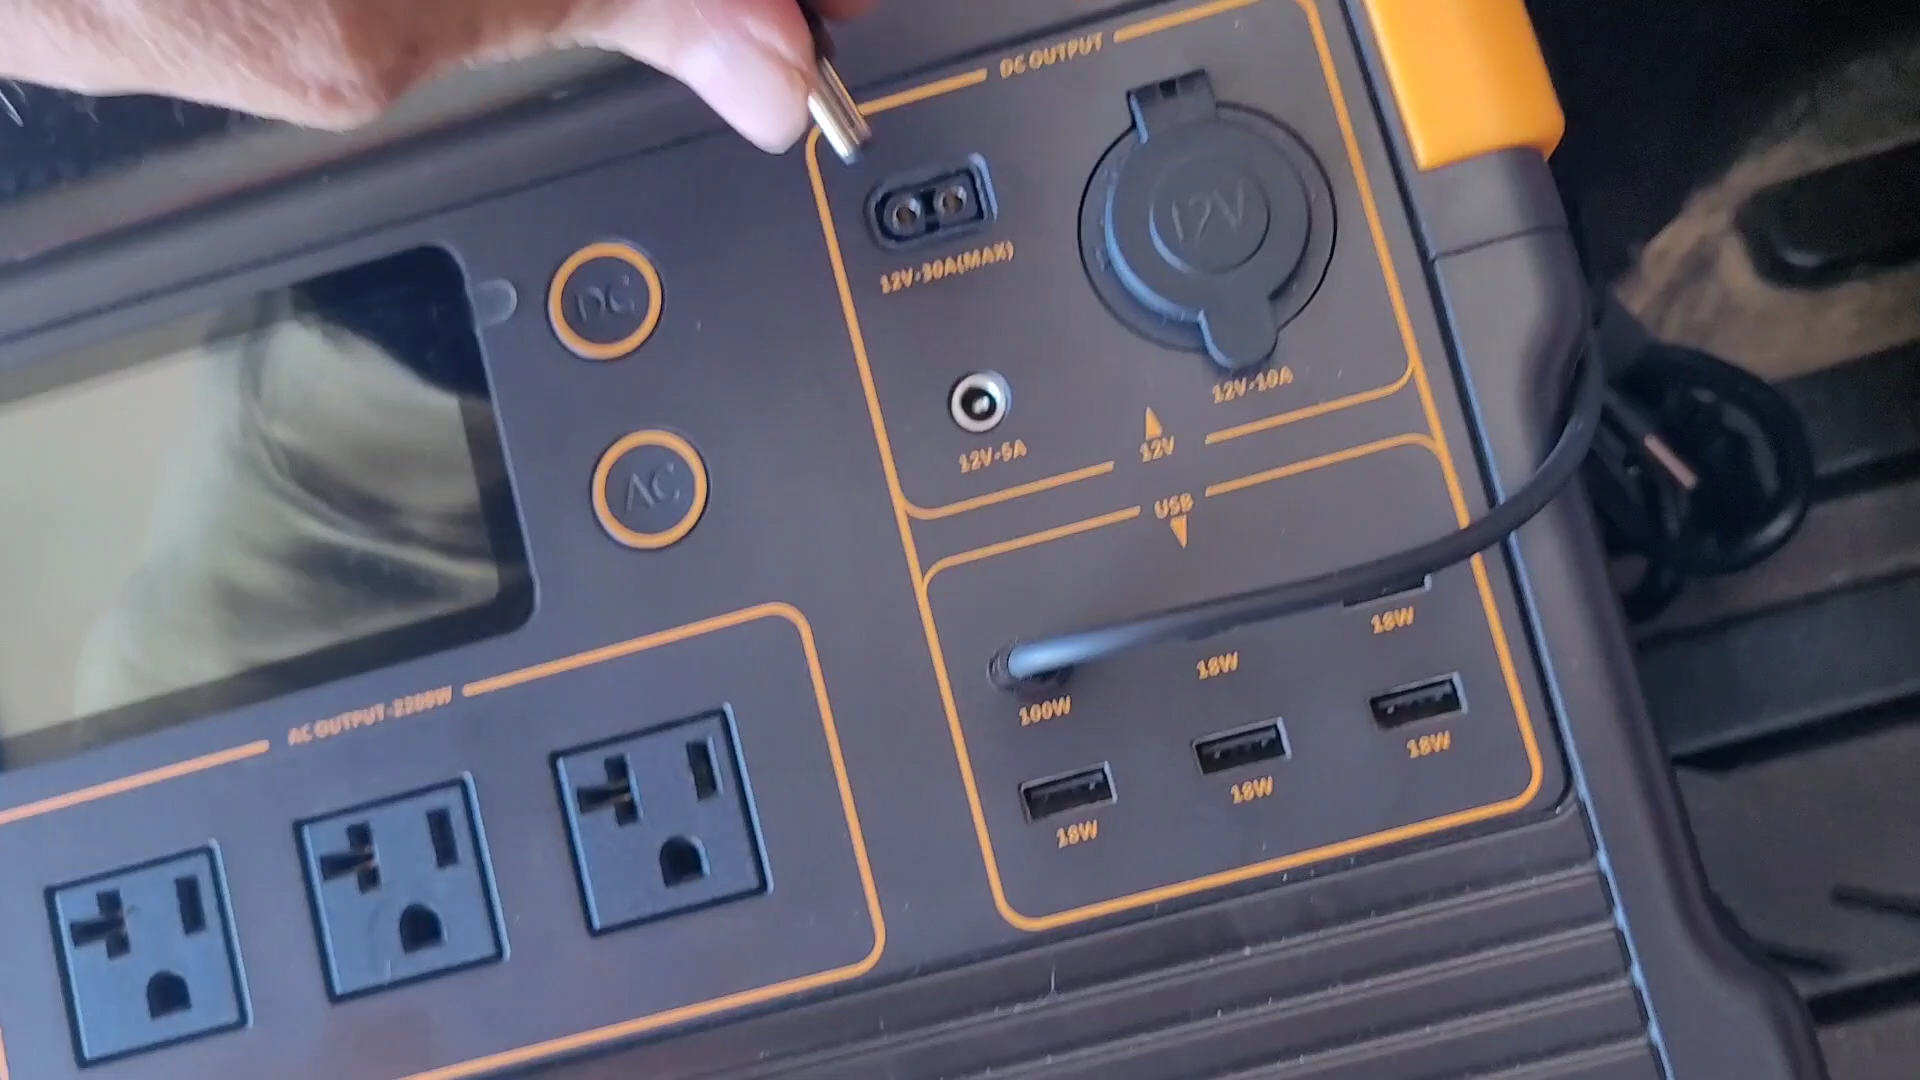 DC OUTPUT
12V
12V-30A(MAX)
DC
12V-10A
12V-5A
12V
AC
USB
18W
18W
100W
AC OUTPUT-2200W
18W
18W
18W